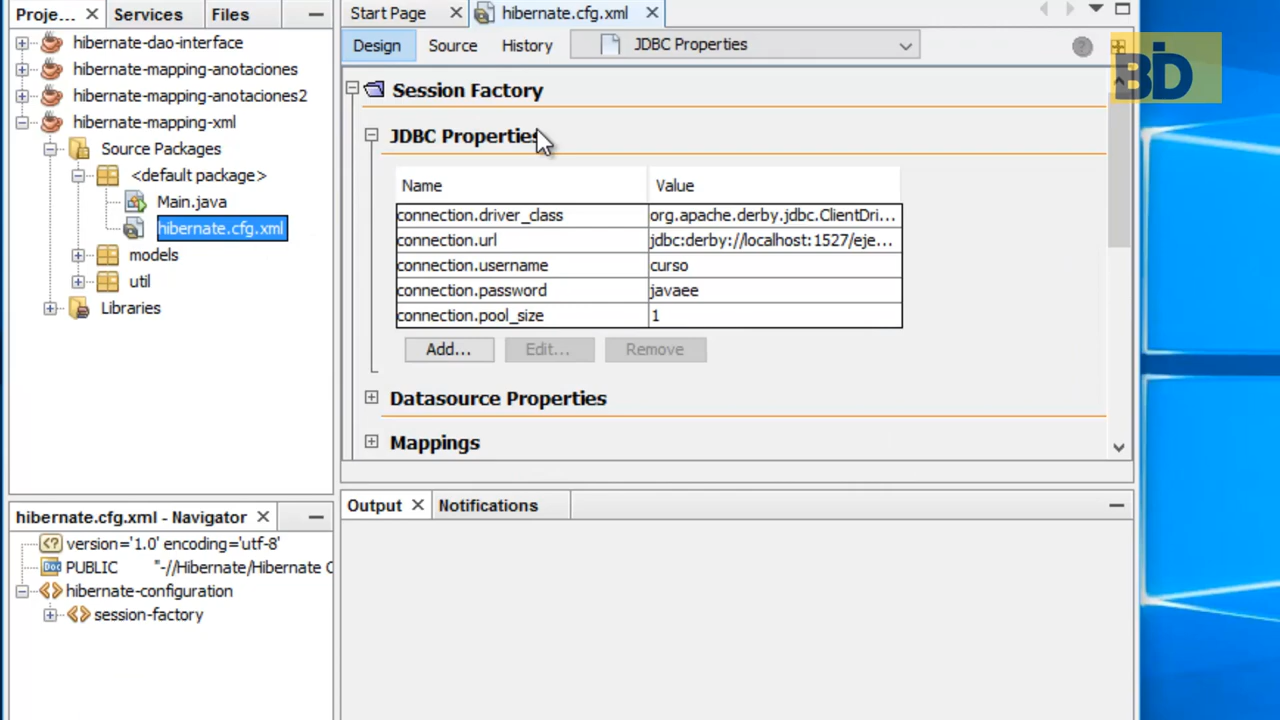 Proje...
Services
Files
hibernate-dao-interface
hibernate-mapping-anotaciones
hibernate-mapping-anotaciones2
hibernate-mapping-xml
Source Packages
<default package>
Main.java
hibernate.cfg.xml
models
util
Libraries
hibernate.cfg.xml - Navigator
version='1.0' encoding='utf-8'
PUBLIC "-//Hibernate/Hibernate C
hibernate-configuration
session-factory
Start Page
hibernate.cfg.xml
Design
Source
History
JDBC Properties
BID
Session Factory
JDBC Properties
Name Value
connection.driver_class org.apache.derby.jdbc.ClientDri...
connection.url jdbc:derby://localhost:1527/eje...
connection.username curso
connection.password javaee
connection.pool_size 1
Add...
Edit...
Remove
Datasource Properties
Mappings
Output
Notifications